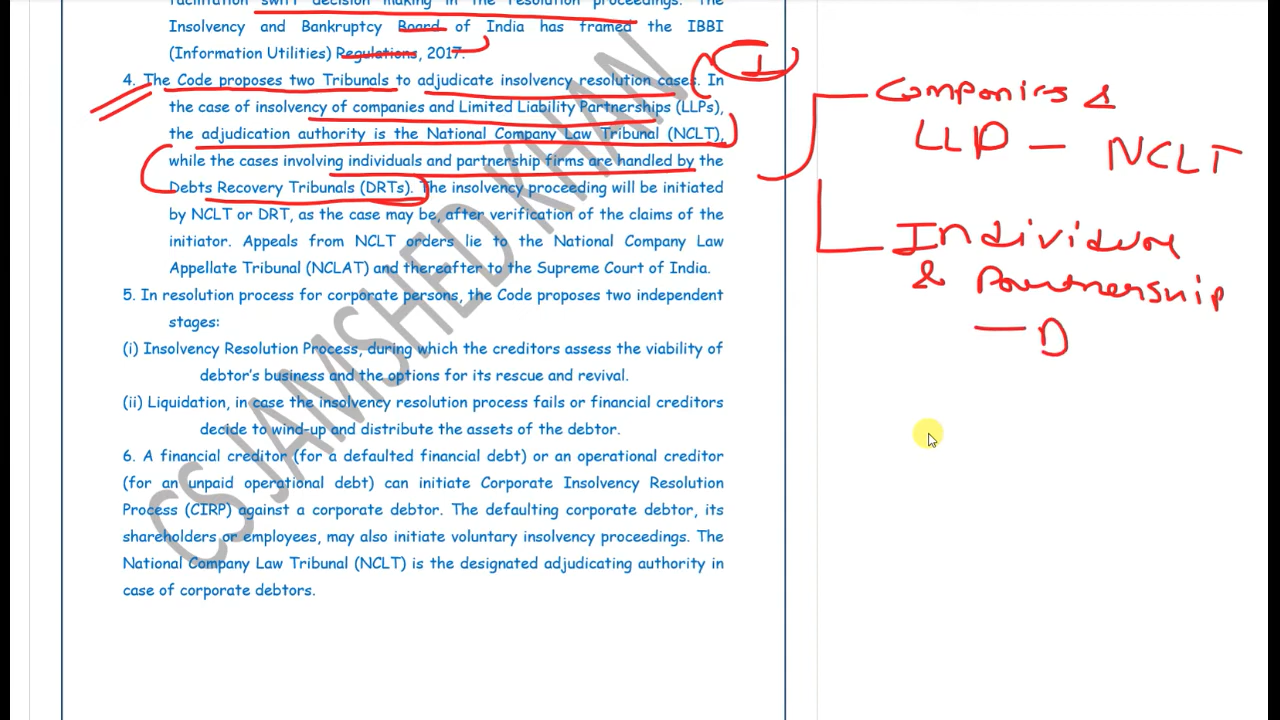 facilitation swift decision making in the resolution proceedings. The
Insolvency and Bankruptcy Board of India has framed the IBBI
(Information Utilities) Regulations, 2017.
4. The Code proposes two Tribunals to adjudicate insolvency resolution cases. In
the case of insolvency of companies and Limited Liability Partnerships (LLPs),
the adjudication authority is the National Company Law Tribunal (NCLT),
while the cases involving individuals and partnership firms are handled by the
Debts Recovery Tribunals (DRTs). The insolvency proceeding will be initiated
by NCLT or DRT, as the case may be, after verification of the claims of the
initiator. Appeals from NCLT orders lie to the National Company Law
Appellate Tribunal (NCLAT) and thereafter to the Supreme Court of India.
5. In resolution process for corporate persons, the Code proposes two independent
stages:
(i) Insolvency Resolution Process, during which the creditors assess the viability of
debtor's business and the options for its rescue and revival.
(ii) Liquidation, in case the insolvency resolution process fails or financial creditors
decide to wind-up and distribute the assets of the debtor.
6. A financial creditor (for a defaulted financial debt) or an operational creditor
(for an unpaid operational debt) can initiate Corporate Insolvency Resolution
Process (CIRP) against a corporate debtor. The defaulting corporate debtor, its
shareholders or employees, may also initiate voluntary insolvency proceedings. The
National Company Law Tribunal (NCLT) is the designated adjudicating authority in
case of corporate debtors.
CS JAMSHED KHAN
1
Companies &
LLP — NCLT
Individual
& Partnership
— D